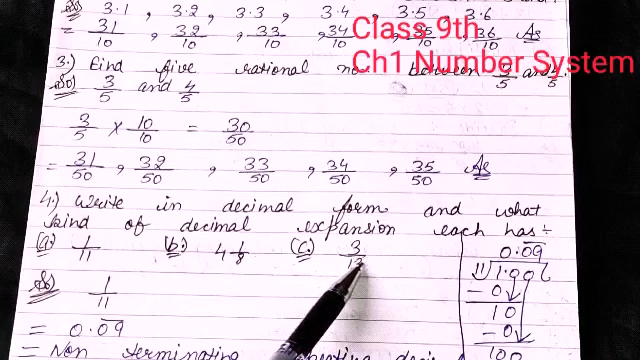 Sol 3.1, 3.2, 3.3, 3.4, 3.5, 3.6
= 31/10, 32/10, 33/10, 34/10, 35/10, 36/10 As
Class 9th
Ch1 Number System
3.) Find five rational no between 3/5 and 4/5.
Sol 3/5 and 4/5
3/5 × 10/10 = 30/50
= 31/50, 32/50, 33/50, 34/50, 35/50 As
4.) Write in decimal form and what
kind of decimal expansion each has:-
(a) 1/11 (b) 4 1/8 (c) 3/13
Sol 1/11
= 0.0̅9̅
= Non terminating
0.0̅9̅
11√1.00
- 0
10
- 0
100